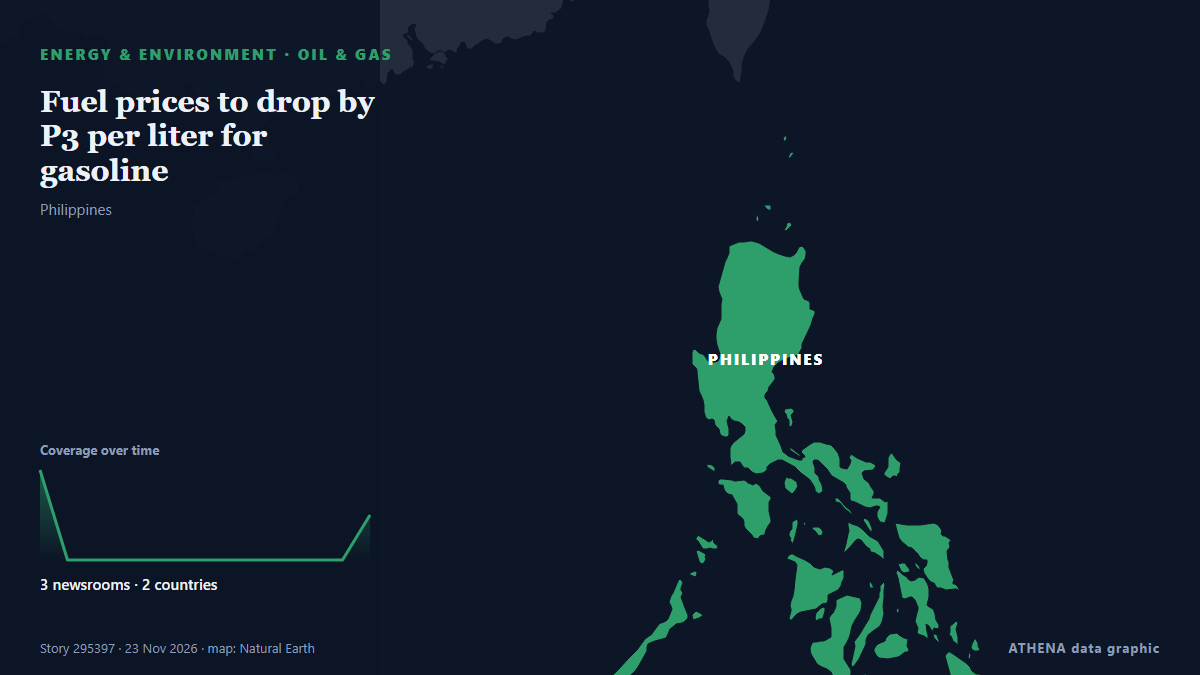 ENERGY & ENVIRONMENT · OIL & GAS
Fuel prices to drop by
P3 per liter for
gasoline
Philippines
PHILIPPINES
Coverage over time
3 newsrooms · 2 countries
Story 295397 · 23 Nov 2026 · map: Natural Earth
ATHENA data graphic